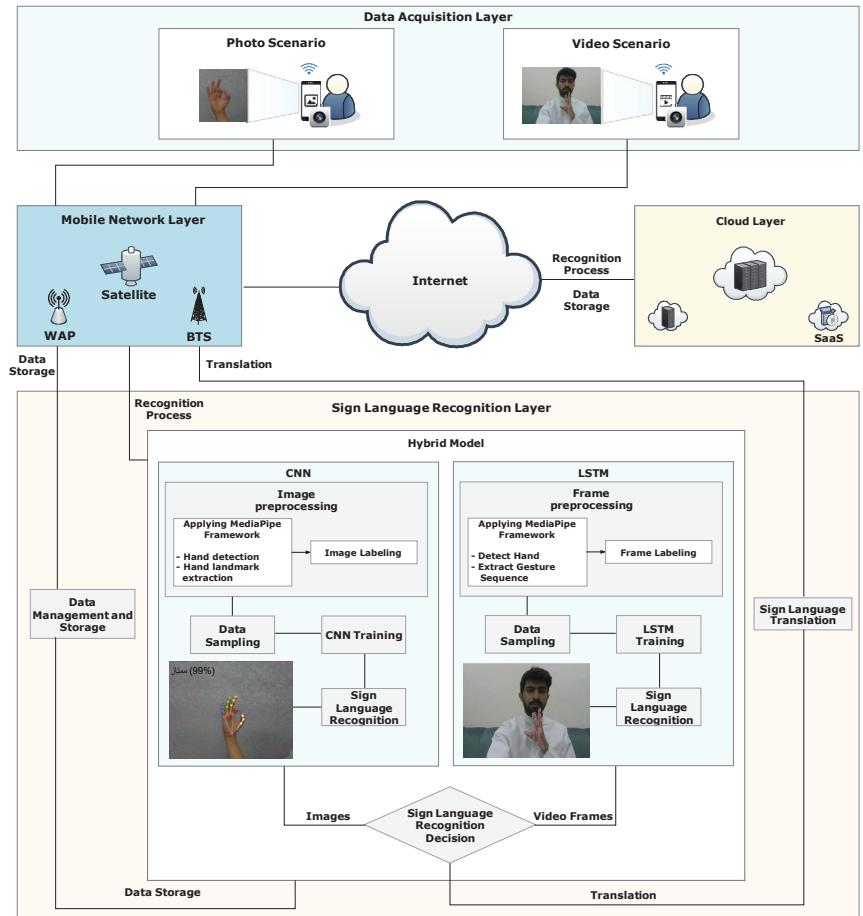 Data Acquisition Layer
Photo Scenario
Video Scenario
Mobile Network Layer
Satellite
WAP
BTS
Internet
Recognition
Process
Data
Storage
Cloud Layer
SaaS
Data
Storage
Recognition
Process
Translation
Sign Language Recognition Layer
Hybrid Model
CNN
Image
preprocessing
Applying MediaPipe
Framework
- Hand detection
- Hand landmark
extraction
Image Labeling
Data
Sampling
CNN Training
ممتاز (99%)
Sign
Language
Recognition
LSTM
Frame
preprocessing
Applying MediaPipe
Framework
- Detect Hand
- Extract Gesture
Sequence
Frame Labeling
Data
Sampling
LSTM
Training
Sign
Language
Recognition
Data
Management and
Storage
Sign Language
Translation
Images
Sign Language
Recognition
Decision
Video Frames
Data Storage
Translation